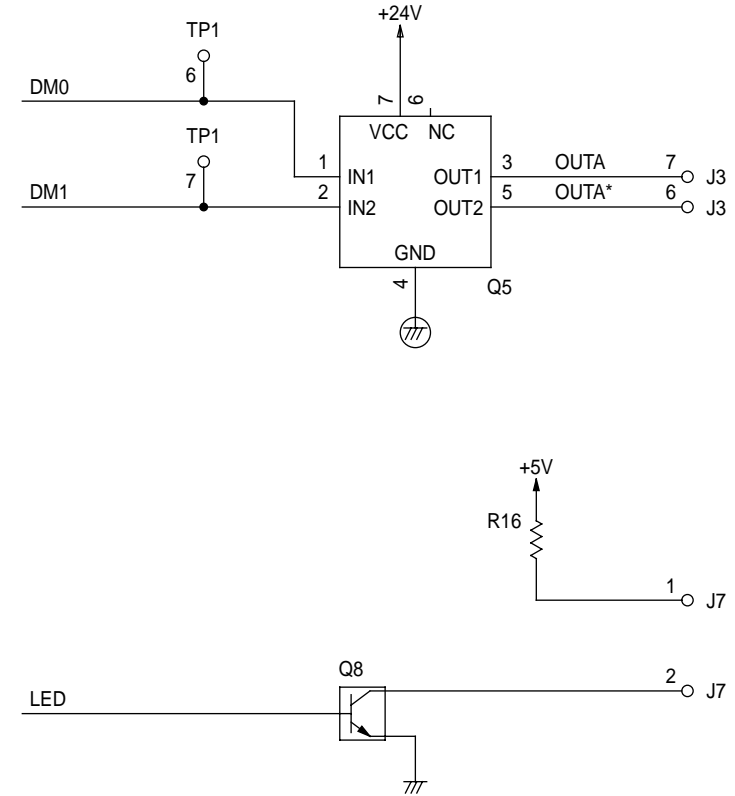 +24V
TP1
6
DM0
7 6
VCC NC
TP1
7
1 IN1 OUT1 3 OUTA 7 J3
DM1
2 IN2 OUT2 5 OUTA* 6 J3
GND
4
Q5
+5V
R16
1 J7
Q8
2 J7
LED